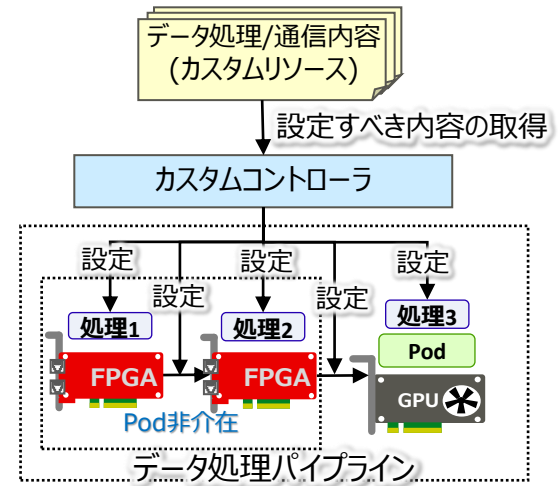 データ処理/通信内容
(カスタムリソース)
設定すべき内容の取得
カスタムコントローラ
設定
設定
設定
設定
設定
処理1
処理2
処理3
Pod
FPGA
FPGA
GPU
Pod非介在
データ処理パイプライン